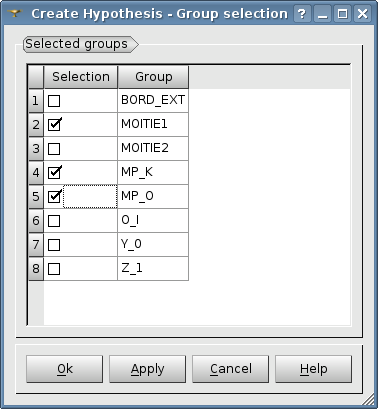 Create Hypothesis - Group selection ?
Selected groups
Selection Group
1 BORD_EXT
2 MOITIE1
3 MOITIE2
4 MP_K
5 MP_O
6 O_I
7 Y_0
8 Z_1
Ok Apply Cancel Help